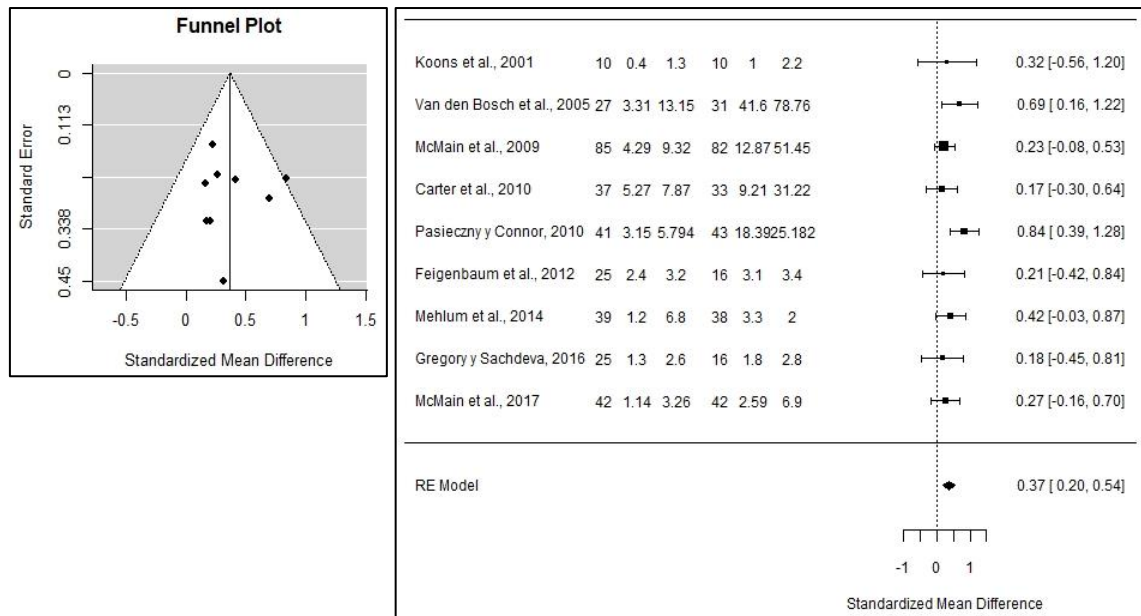 Funnel Plot
0
0.113
0.338
0.45
Standard Error
-0.5 0 0.5 1 1.5
Standardized Mean Difference
Koons et al., 2001 10 0.4 1.3 10 1 2.2 0.32 [-0.56, 1.20]
Van den Bosch et al., 2005 27 3.31 13.15 31 41.6 78.76 0.69 [ 0.16, 1.22]
McMain et al., 2009 85 4.29 9.32 82 12.87 51.45 0.23 [-0.08, 0.53]
Carter et al., 2010 37 5.27 7.87 33 9.21 31.22 0.17 [-0.30, 0.64]
Pasieczny y Connor, 2010 41 3.15 5.794 43 18.39 25.182 0.84 [ 0.39, 1.28]
Feigenbaum et al., 2012 25 2.4 3.2 16 3.1 3.4 0.21 [-0.42, 0.84]
Mehlum et al., 2014 39 1.2 6.8 38 3.3 2 0.42 [-0.03, 0.87]
Gregory y Sachdeva, 2016 25 1.3 2.6 16 1.8 2.8 0.18 [-0.45, 0.81]
McMain et al., 2017 42 1.14 3.26 42 2.59 6.9 0.27 [-0.16, 0.70]
RE Model 0.37 [ 0.20, 0.54]
-1 0 1
Standardized Mean Difference